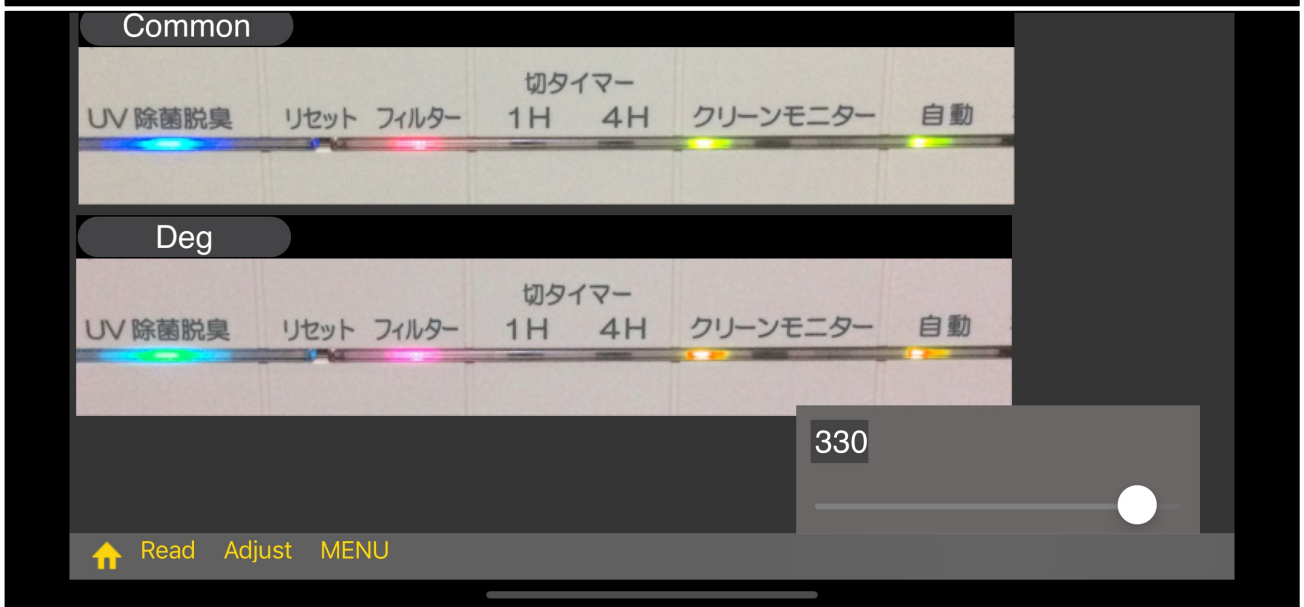 Common
切タイマー
UV 除菌脱臭 リセット フィルター 1H 4H クリーンモニター 自動
Deg
切タイマー
UV 除菌脱臭 リセット フィルター 1H 4H クリーンモニター 自動
330
Read Adjust MENU